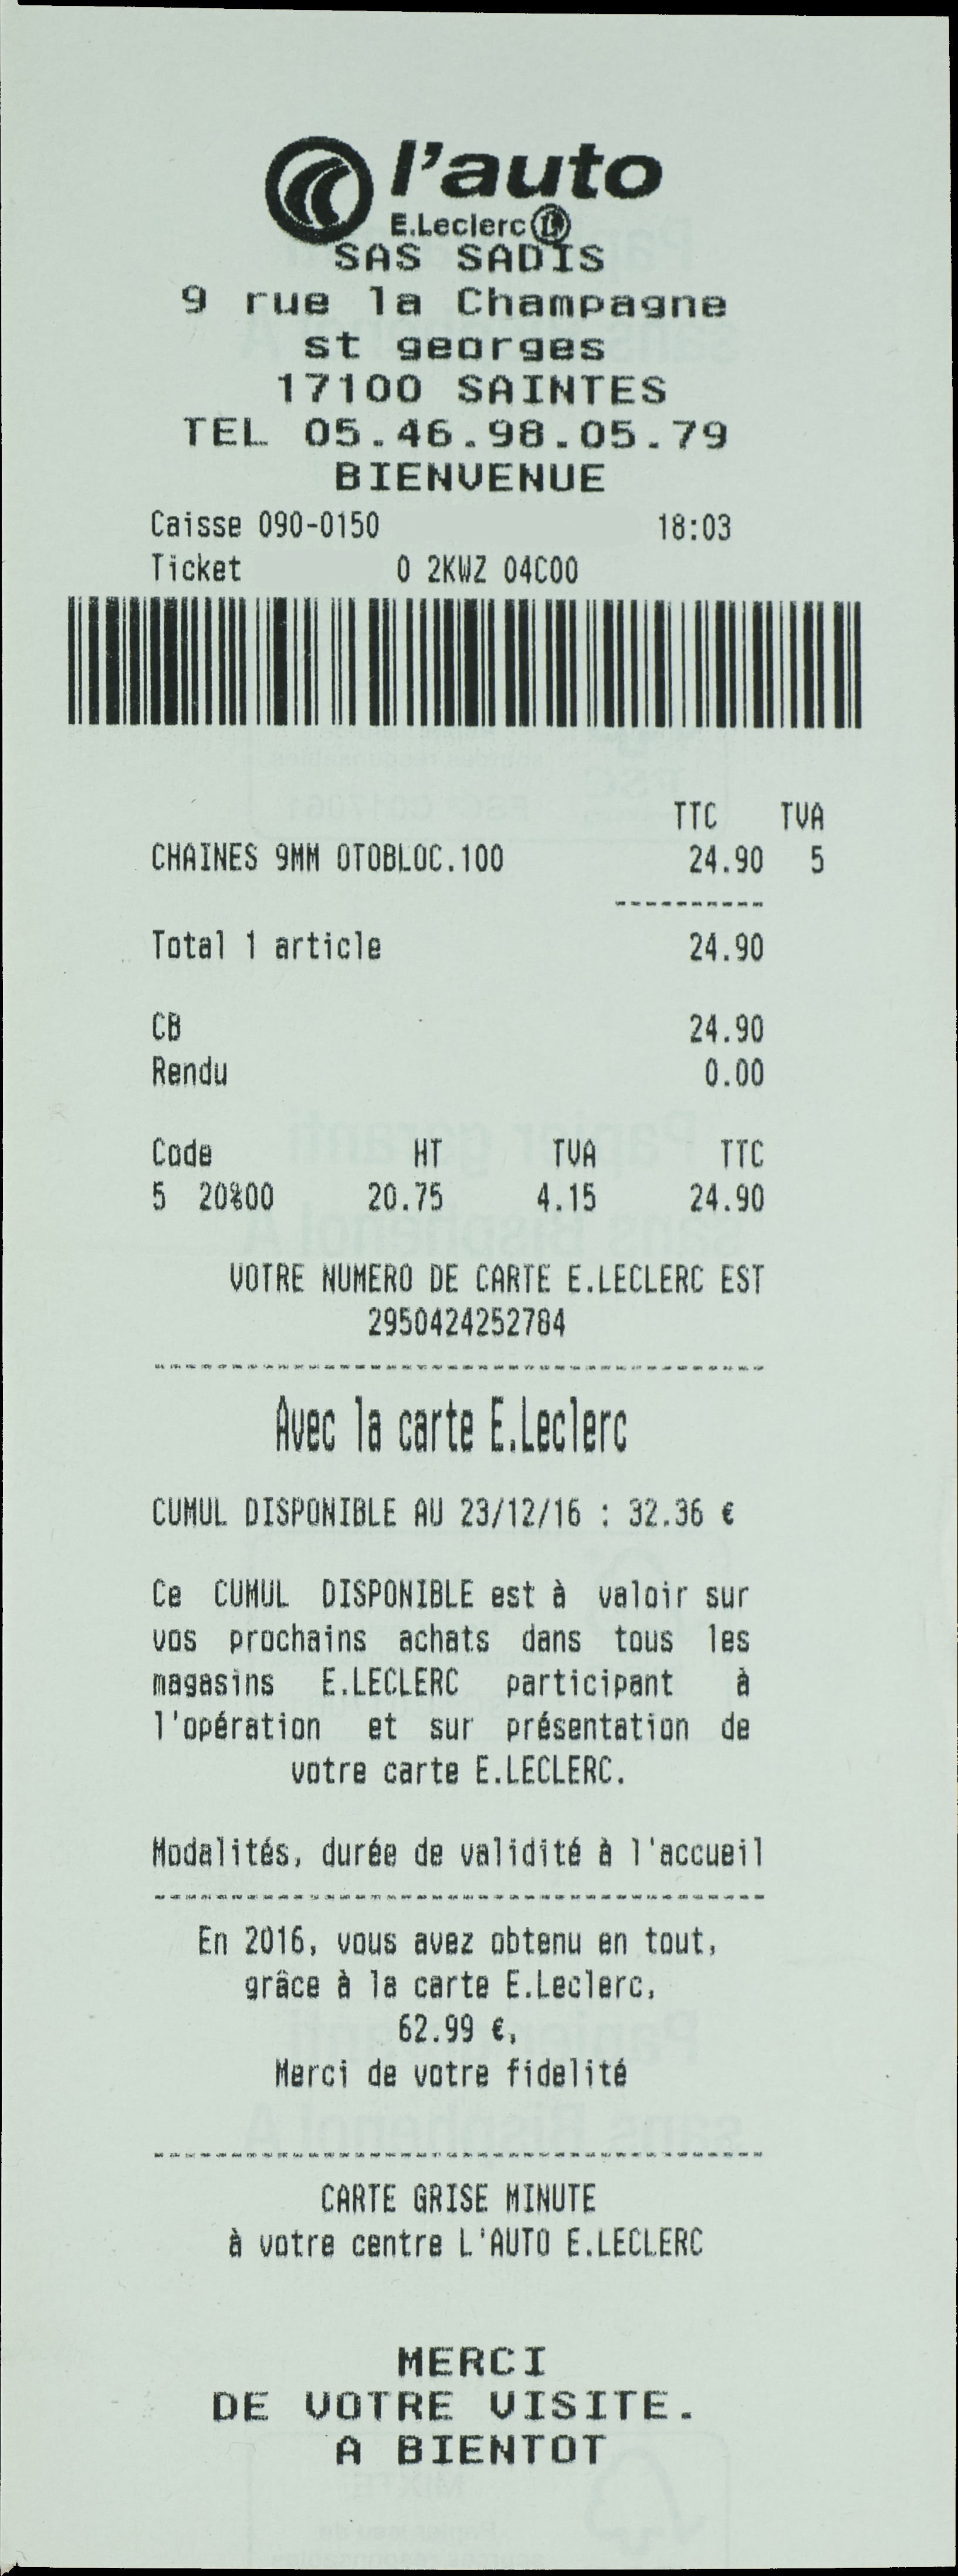 l'auto
E.Leclerc L
SAS SADIS
9 rue la Champagne
st georges
17100 SAINTES
TEL 05.46.98.05.79
BIENVENUE
Caisse 090-0150 18:03
Ticket 0 2KWZ 04C00
TTC TVA
CHAINES 9MM OTOBLOC.100 24.90 5
----------
Total 1 article 24.90
CB 24.90
Rendu 0.00
Code HT TVA TTC
5 20%00 20.75 4.15 24.90
VOTRE NUMERO DE CARTE E.LECLERC EST
2950424252784
----------------------------------------
Avec la carte E.Leclerc
CUMUL DISPONIBLE AU 23/12/16 : 32.36 €
Ce CUMUL DISPONIBLE est à valoir sur
vos prochains achats dans tous les
magasins E.LECLERC participant à
l'opération et sur présentation de
votre carte E.LECLERC.
Modalités, durée de validité à l'accueil
----------------------------------------
En 2016, vous avez obtenu en tout,
grâce à la carte E.Leclerc,
62.99 €,
Merci de votre fidelité
----------------------------------------
CARTE GRISE MINUTE
à votre centre L'AUTO E.LECLERC
MERCI
DE VOTRE VISITE.
A BIENTOT